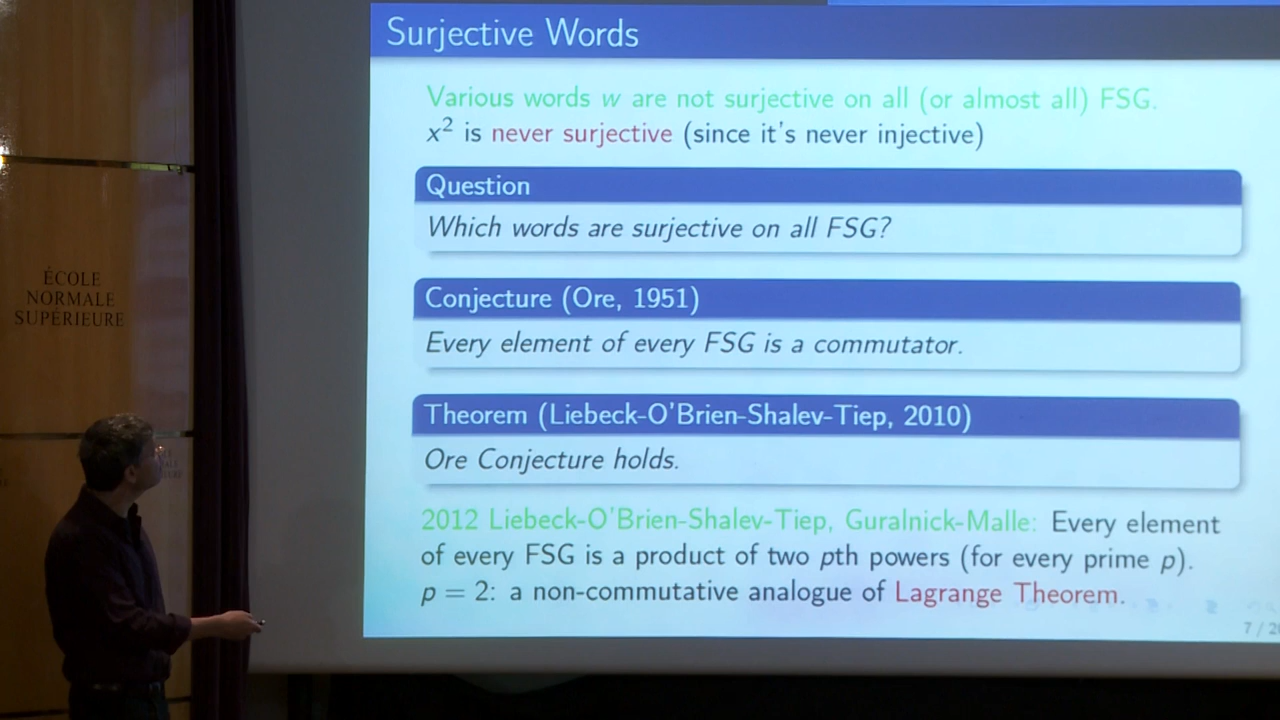 Surjective Words
Various words w are not surjective on all (or almost all) FSG.
x² is never surjective (since it's never injective)
Question
Which words are surjective on all FSG?
Conjecture (Ore, 1951)
Every element of every FSG is a commutator.
Theorem (Liebeck-O'Brien-Shalev-Tiep, 2010)
Ore Conjecture holds.
2012 Liebeck-O'Brien-Shalev-Tiep, Guralnick-Malle: Every element
of every FSG is a product of two pth powers (for every prime p).
p = 2: a non-commutative analogue of Lagrange Theorem.
ÉCOLE
NORMALE
SUPÉRIEURE